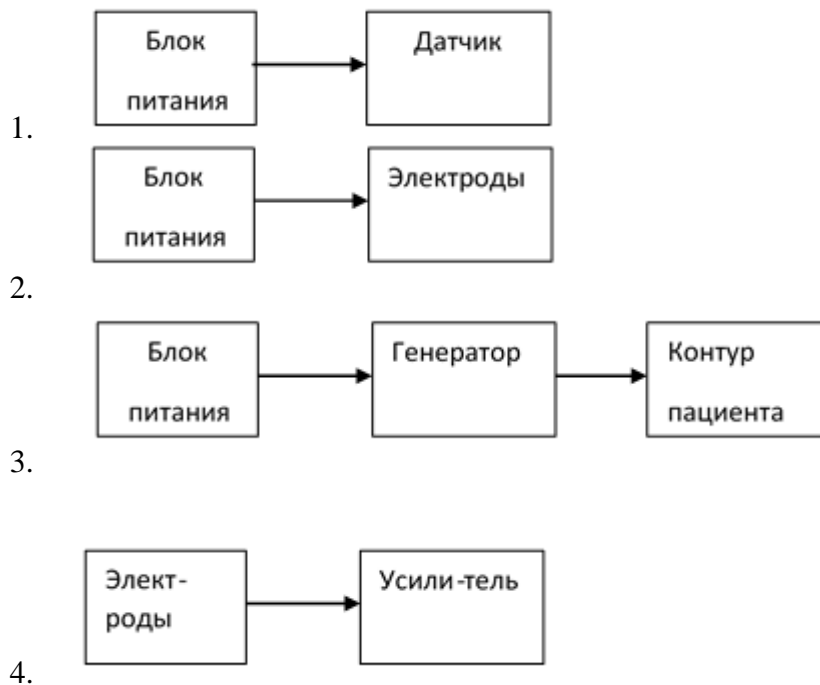 Блок Датчик
питания
1.
Блок Электроды
питания
2.
Блок Генератор Контур
питания пациента
3.
Элект- Усили-тель
роды
4.